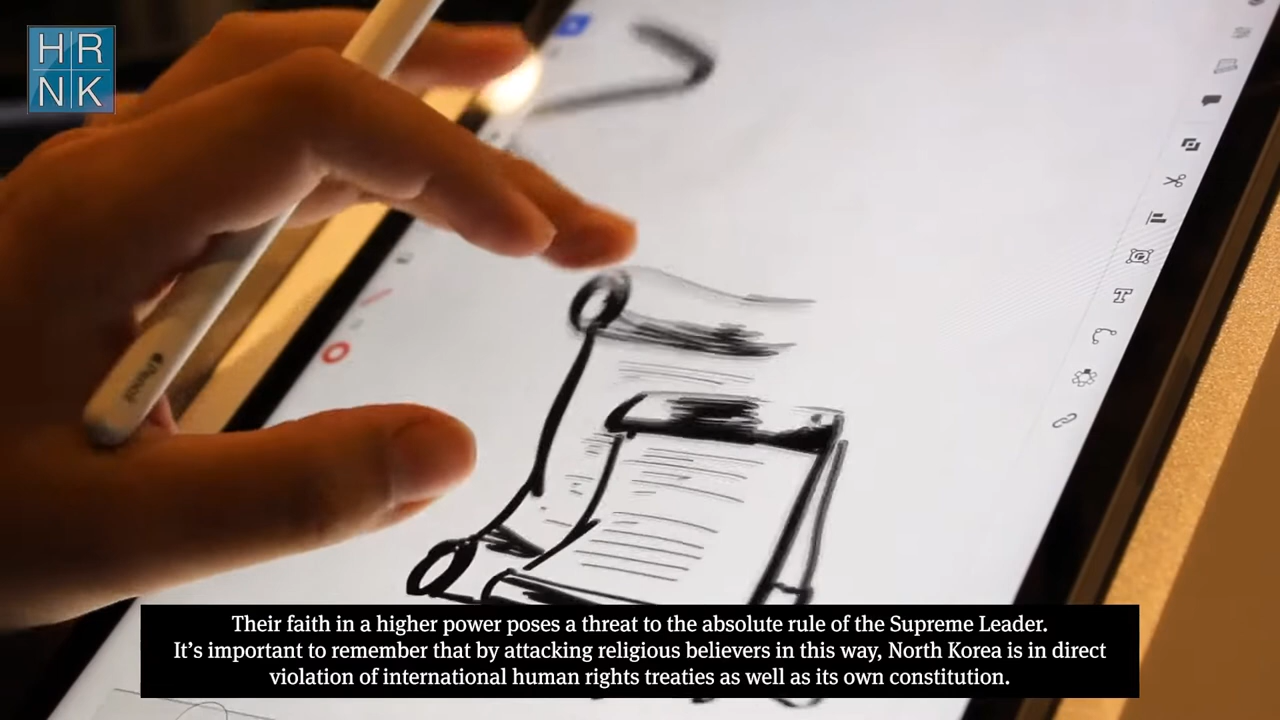 HR
NK
Their faith in a higher power poses a threat to the absolute rule of the Supreme Leader.
It’s important to remember that by attacking religious believers in this way, North Korea is in direct
violation of international human rights treaties as well as its own constitution.